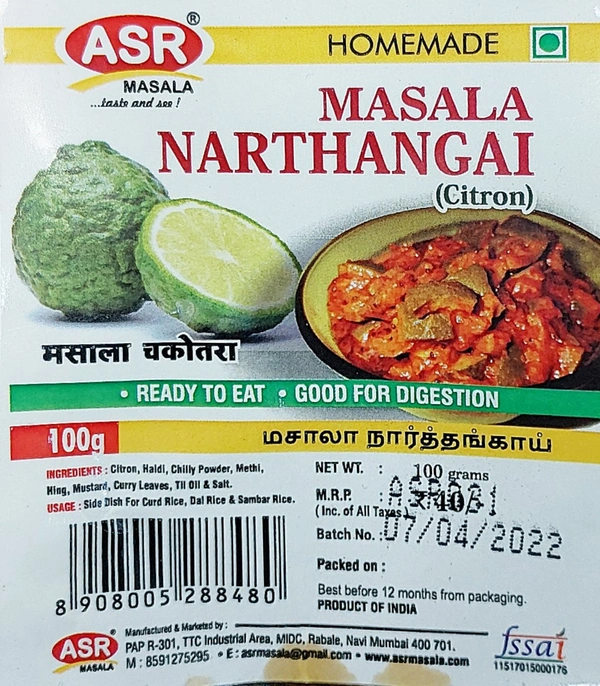 ASR®
MASALA
...taste and see !
HOMEMADE
MASALA
NARTHANGAI
(Citron)
मसाला चकोतरा
• READY TO EAT • GOOD FOR DIGESTION
100g
மசாலா நார்த்தங்காய்
INGREDIENTS : Citron, Haldi, Chilly Powder, Methi,
Hing, Mustard, Curry Leaves, Til Oil & Salt.
USAGE : Side Dish For Curd Rice, Dal Rice & Sambar Rice.
8 908005 288480
NET WT. : 100 grams
M.R.P. : ₹ 40/-
( Inc. of All Taxes )
Batch No. :
07/04/2022
Packed on :
Best before 12 months from packaging.
PRODUCT OF INDIA
ASR®
MASALA
Manufactured & Marketed by :
PAP R-301, TTC Industrial Area, MIDC, Rabale, Navi Mumbai 400 701.
M : 8591275295 • E : asrmasala@gmail.com • www.asrmasala.com
fssai
11517015000176